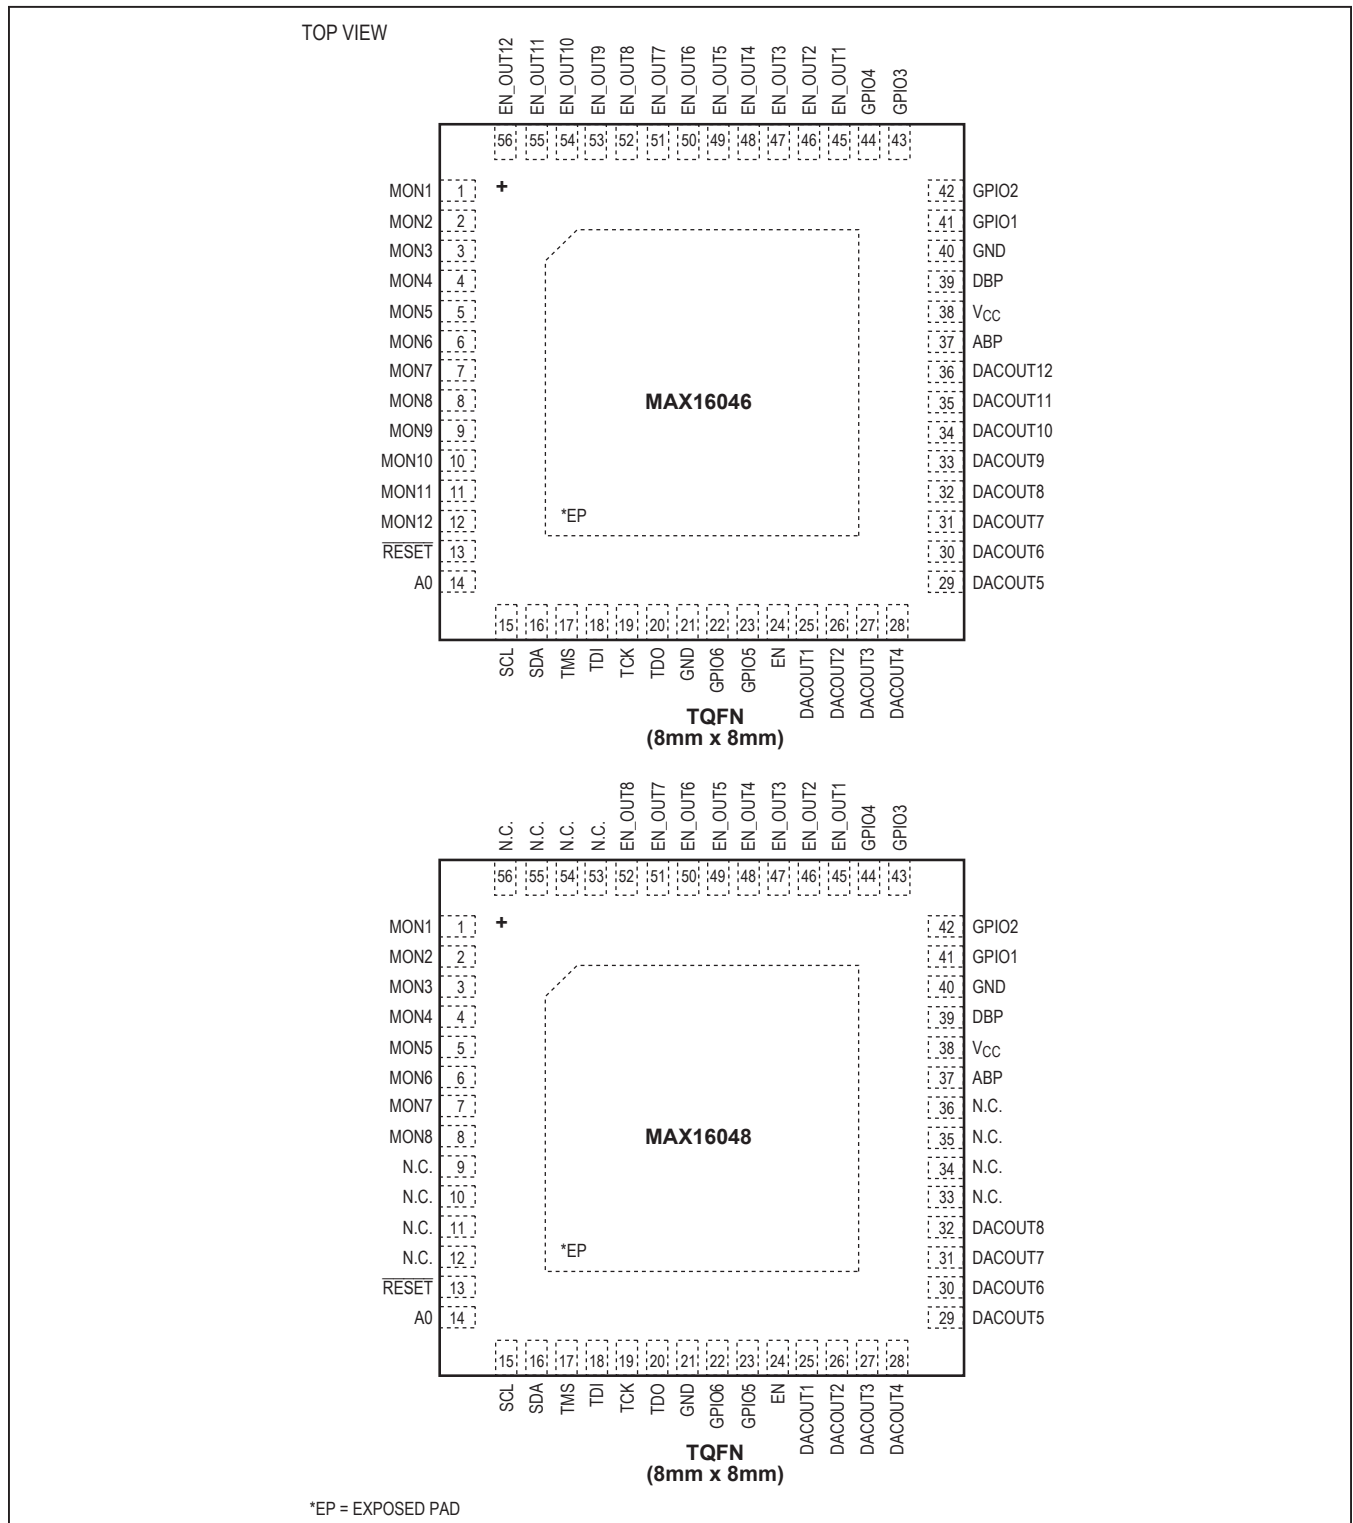 TOP VIEW
EN_OUT12 EN_OUT11 EN_OUT10 EN_OUT9 EN_OUT8 EN_OUT7 EN_OUT6 EN_OUT5 EN_OUT4 EN_OUT3 EN_OUT2 EN_OUT1 GPIO4 GPIO3
56 55 54 53 52 51 50 49 48 47 46 45 44 43
MON1 1 + 42 GPIO2
MON2 2 41 GPIO1
MON3 3 40 GND
MON4 4 39 DBP
MON5 5 38 VCC
MON6 6 37 ABP
MON7 7 36 DACOUT12
MON8 8 MAX16046 35 DACOUT11
MON9 9 34 DACOUT10
MON10 10 33 DACOUT9
MON11 11 32 DACOUT8
MON12 12 *EP 31 DACOUT7
RESET 13 30 DACOUT6
A0 14 29 DACOUT5
15 16 17 18 19 20 21 22 23 24 25 26 27 28
SCL SDA TMS TDI TCK TDO GND GPIO6 GPIO5 EN DACOUT1 DACOUT2 DACOUT3 DACOUT4
TQFN
(8mm x 8mm)
N.C. N.C. N.C. N.C. EN_OUT8 EN_OUT7 EN_OUT6 EN_OUT5 EN_OUT4 EN_OUT3 EN_OUT2 EN_OUT1 GPIO4 GPIO3
56 55 54 53 52 51 50 49 48 47 46 45 44 43
MON1 1 + 42 GPIO2
MON2 2 41 GPIO1
MON3 3 40 GND
MON4 4 39 DBP
MON5 5 38 VCC
MON6 6 37 ABP
MON7 7 36 N.C.
MON8 8 MAX16048 35 N.C.
N.C. 9 34 N.C.
N.C. 10 33 N.C.
N.C. 11 32 DACOUT8
N.C. 12 *EP 31 DACOUT7
RESET 13 30 DACOUT6
A0 14 29 DACOUT5
15 16 17 18 19 20 21 22 23 24 25 26 27 28
SCL SDA TMS TDI TCK TDO GND GPIO6 GPIO5 EN DACOUT1 DACOUT2 DACOUT3 DACOUT4
TQFN
(8mm x 8mm)
*EP = EXPOSED PAD